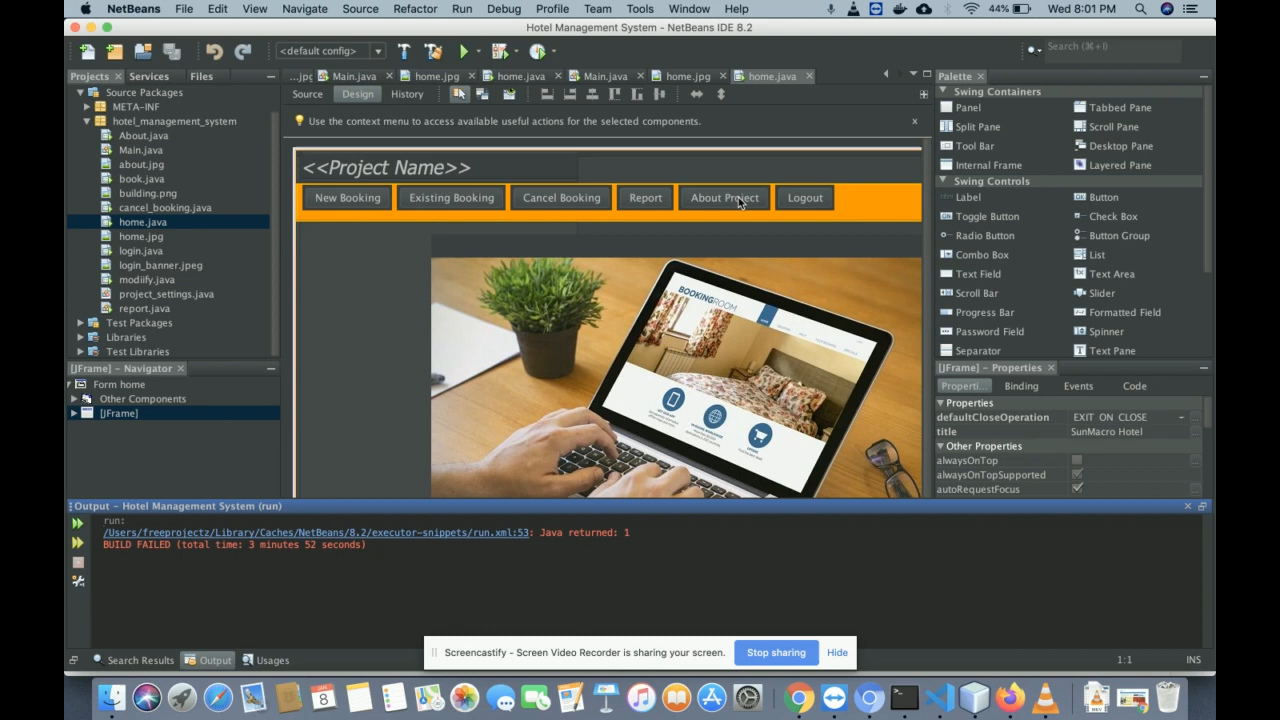 NetBeans File Edit View Navigate Source Refactor Run Debug Profile Team Tools Window Help 44% Wed 8:01 PM
Hotel Management System - NetBeans IDE 8.2
<default config> Search (⌘+I)
Projects Services Files
...jpg Main.java home.jpg home.java Main.java home.jpg home.java
Palette
Source Packages
META-INF
hotel_management_system
About.java
Main.java
about.jpg
book.java
building.png
cancel_booking.java
home.java
home.jpg
login.java
login_banner.jpeg
modiify.java
project_settings.java
report.java
Test Packages
Libraries
Test Libraries
[JFrame] - Navigator
Form home
Other Components
[JFrame]
Source Design History
Use the context menu to access available useful actions for the selected components.
<<Project Name>>
New Booking Existing Booking Cancel Booking Report About Project Logout
BOOKINGROOM
Swing Containers
Panel Tabbed Pane
Split Pane Scroll Pane
Tool Bar Desktop Pane
Internal Frame Layered Pane
Swing Controls
Label Button
Toggle Button Check Box
Radio Button Button Group
Combo Box List
Text Field Text Area
Scroll Bar Slider
Progress Bar Formatted Field
Password Field Spinner
Separator Text Pane
[JFrame] - Properties
Properti... Binding Events Code
Properties
defaultCloseOperation EXIT_ON_CLOSE
title SunMacro Hotel
Other Properties
alwaysOnTop
alwaysOnTopSupported
autoRequestFocus
Output - Hotel Management System (run)
run:
/Users/freeprojectz/Library/Caches/NetBeans/8.2/executor-snippets/run.xml:53: Java returned: 1
BUILD FAILED (total time: 3 minutes 52 seconds)
Screencastify - Screen Video Recorder is sharing your screen. Stop sharing Hide
Search Results Output Usages 1:1 INS
JAN
8